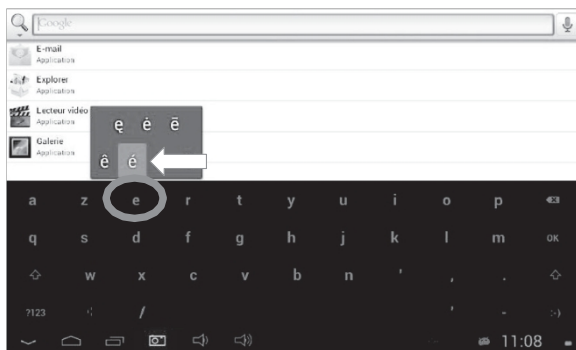 Google
E-mail
Application
Explorer
Application
Lecteur vidéo
Application
Galerie
Application
ę ė ē
ê é
a z e r t y u i o p
q s d f g h j k l m OK
w x c v b n ' , .
?123 / ' - :-)
11:08